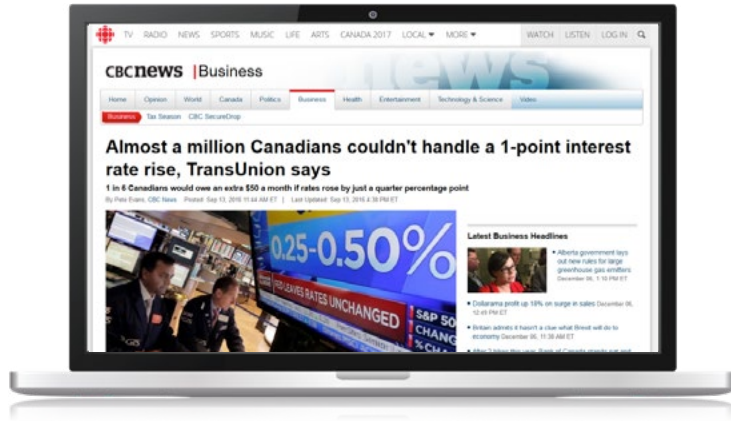 TV RADIO NEWS SPORTS MUSIC LIFE ARTS CANADA 2017 LOCAL MORE WATCH LISTEN LOG IN
news
CBCnews | Business
Home Opinion World Canada Politics Business Health Entertainment Technology & Science Video
Business Tax Season CBC SecureDrop
Almost a million Canadians couldn't handle a 1-point interest
rate rise, TransUnion says
1 in 6 Canadians would owe an extra $50 a month if rates rose by just a quarter percentage point
By Pete Evans, CBC News Posted: Sep 13, 2016 11:44 AM ET | Last Updated: Sep 13, 2016 4:38 PM ET
0.25-0.50%
FED LEAVES RATES UNCHANGED
S&P 50
CHANG
% CHA
Latest Business Headlines
Alberta government lays
out new rules for large
greenhouse gas emitters
December 06, 1:10 PM ET
Dollarama profit up 18% on surge in sales December 06,
12:49 PM ET
Britain admits it hasn't a clue what Brexit will do to
economy December 06, 11:38 AM ET